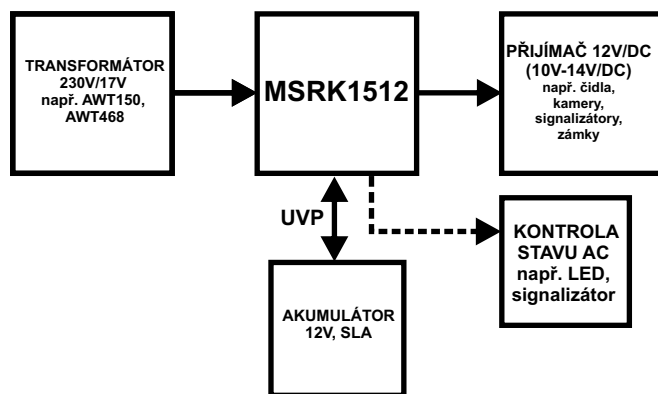 TRANSFORMÁTOR
230V/17V
např. AWT150,
AWT468
MSRK1512
PŘIJÍMAČ 12V/DC
(10V-14V/DC)
např. čidla,
kamery,
signalizátory,
zámky
UVP
KONTROLA
STAVU AC
např. LED,
signalizátor
AKUMULÁTOR
12V, SLA